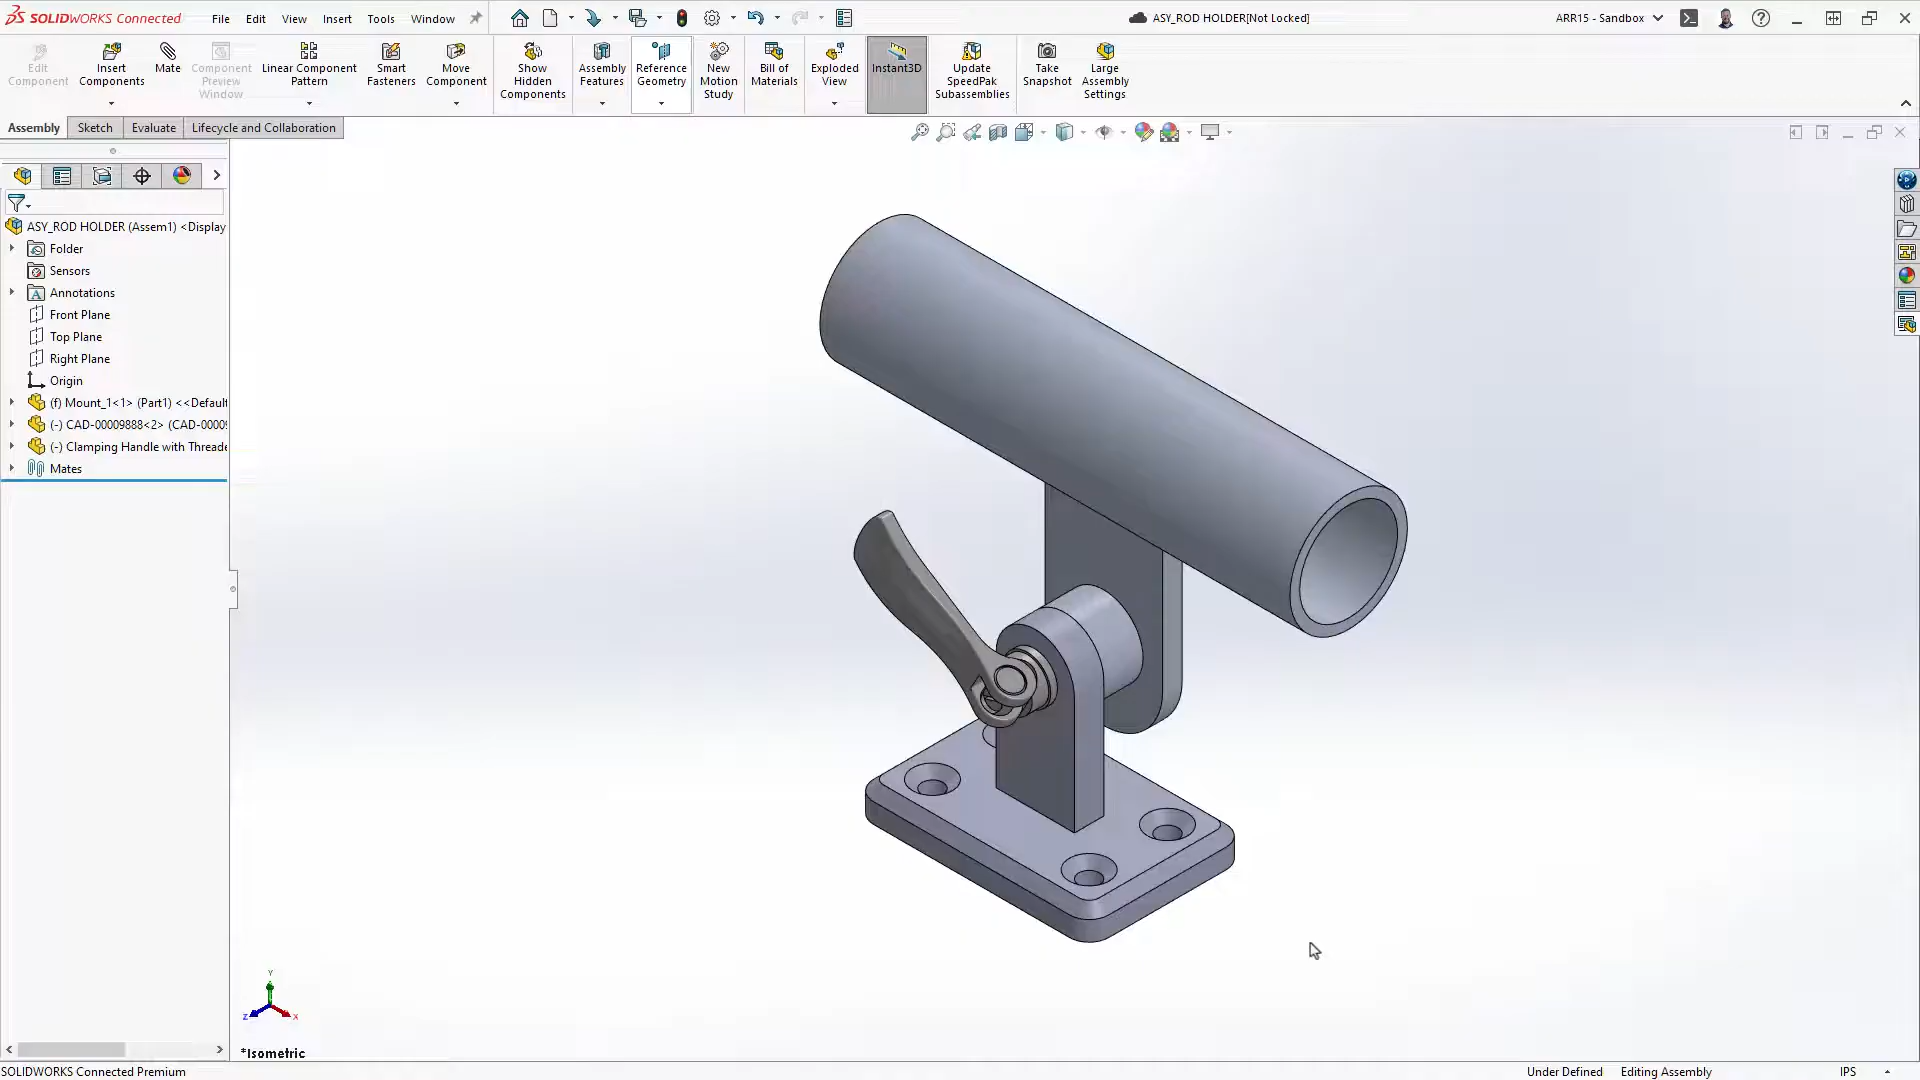 SOLIDWORKS Connected File Edit View Insert Tools Window ASY_ROD HOLDER[Not Locked] ARR15 - Sandbox
Edit Component
Insert Components
Mate
Component Preview Window
Linear Component Pattern
Smart Fasteners
Move Component
Show Hidden Components
Assembly Features
Reference Geometry
New Motion Study
Bill of Materials
Exploded View
Instant3D
Update SpeedPak Subassemblies
Take Snapshot
Large Assembly Settings
Assembly Sketch Evaluate Lifecycle and Collaboration
ASY_ROD HOLDER (Assem1) <Display
Folder
Sensors
Annotations
Front Plane
Top Plane
Right Plane
Origin
(f) Mount_1<1> (Part1) <<Default
(-) CAD-00009888<2> (CAD-0000
(-) Clamping Handle with Threade
Mates
Y
Z X
*Isometric
SOLIDWORKS Connected Premium Under Defined Editing Assembly IPS